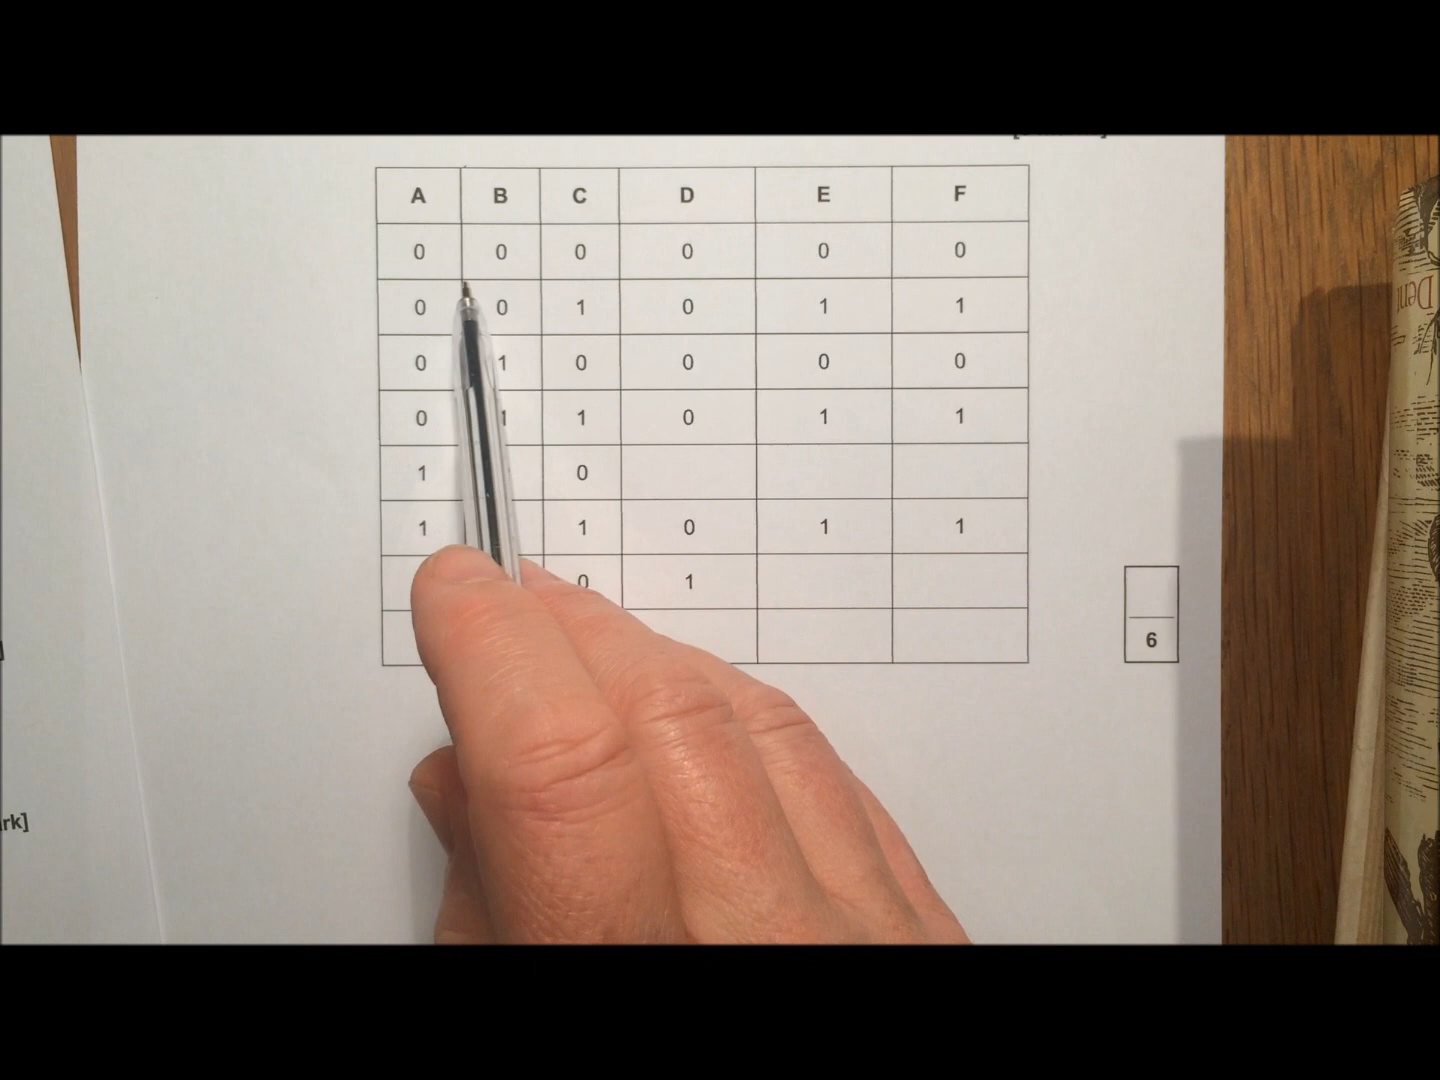 A B C D E F
0 0 0 0 0 0
0 0 1 0 1 1
0 1 0 0 0 0
0 1 1 0 1 1
1 0
1 1 0 1 1
0 1
6
]
rk]
Dent